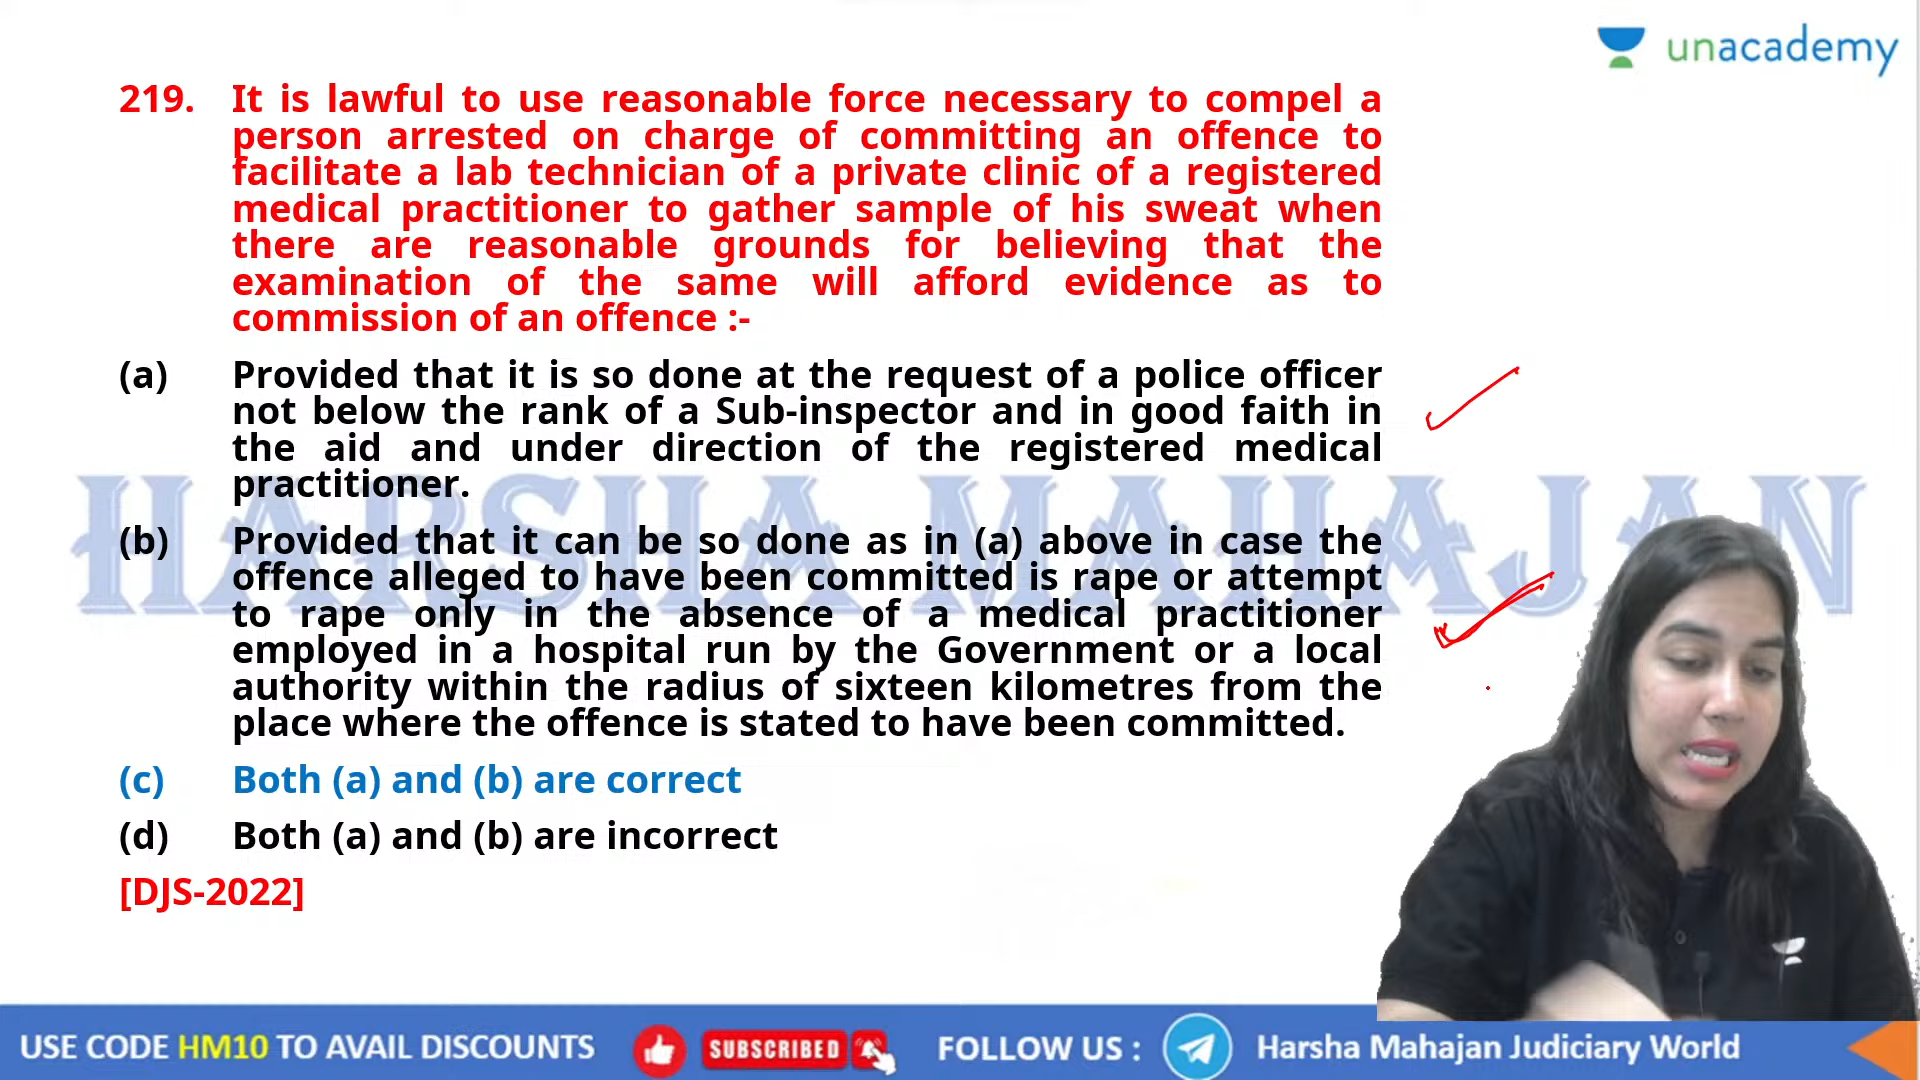 unacademy
219. It is lawful to use reasonable force necessary to compel a
person arrested on charge of committing an offence to
facilitate a lab technician of a private clinic of a registered
medical practitioner to gather sample of his sweat when
there are reasonable grounds for believing that the
examination of the same will afford evidence as to
commission of an offence :-
(a) Provided that it is so done at the request of a police officer
not below the rank of a Sub-inspector and in good faith in
the aid and under direction of the registered medical
practitioner.
HARSHA MAHAJAN
(b) Provided that it can be so done as in (a) above in case the
offence alleged to have been committed is rape or attempt
to rape only in the absence of a medical practitioner
employed in a hospital run by the Government or a local
authority within the radius of sixteen kilometres from the
place where the offence is stated to have been committed.
(c) Both (a) and (b) are correct
(d) Both (a) and (b) are incorrect
[DJS-2022]
USE CODE HM10 TO AVAIL DISCOUNTS
SUBSCRIBED
FOLLOW US :
Harsha Mahajan Judiciary World